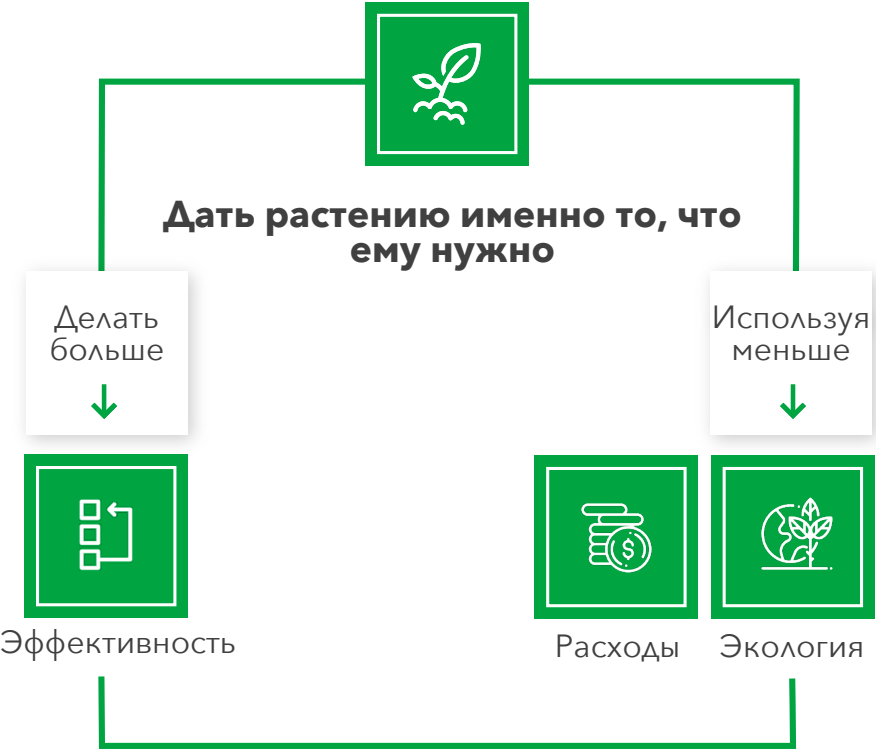 Дать растению именно то, что
ему нужно
Делать
больше
Используя
меньше
$
Эффективность
Расходы
Экология